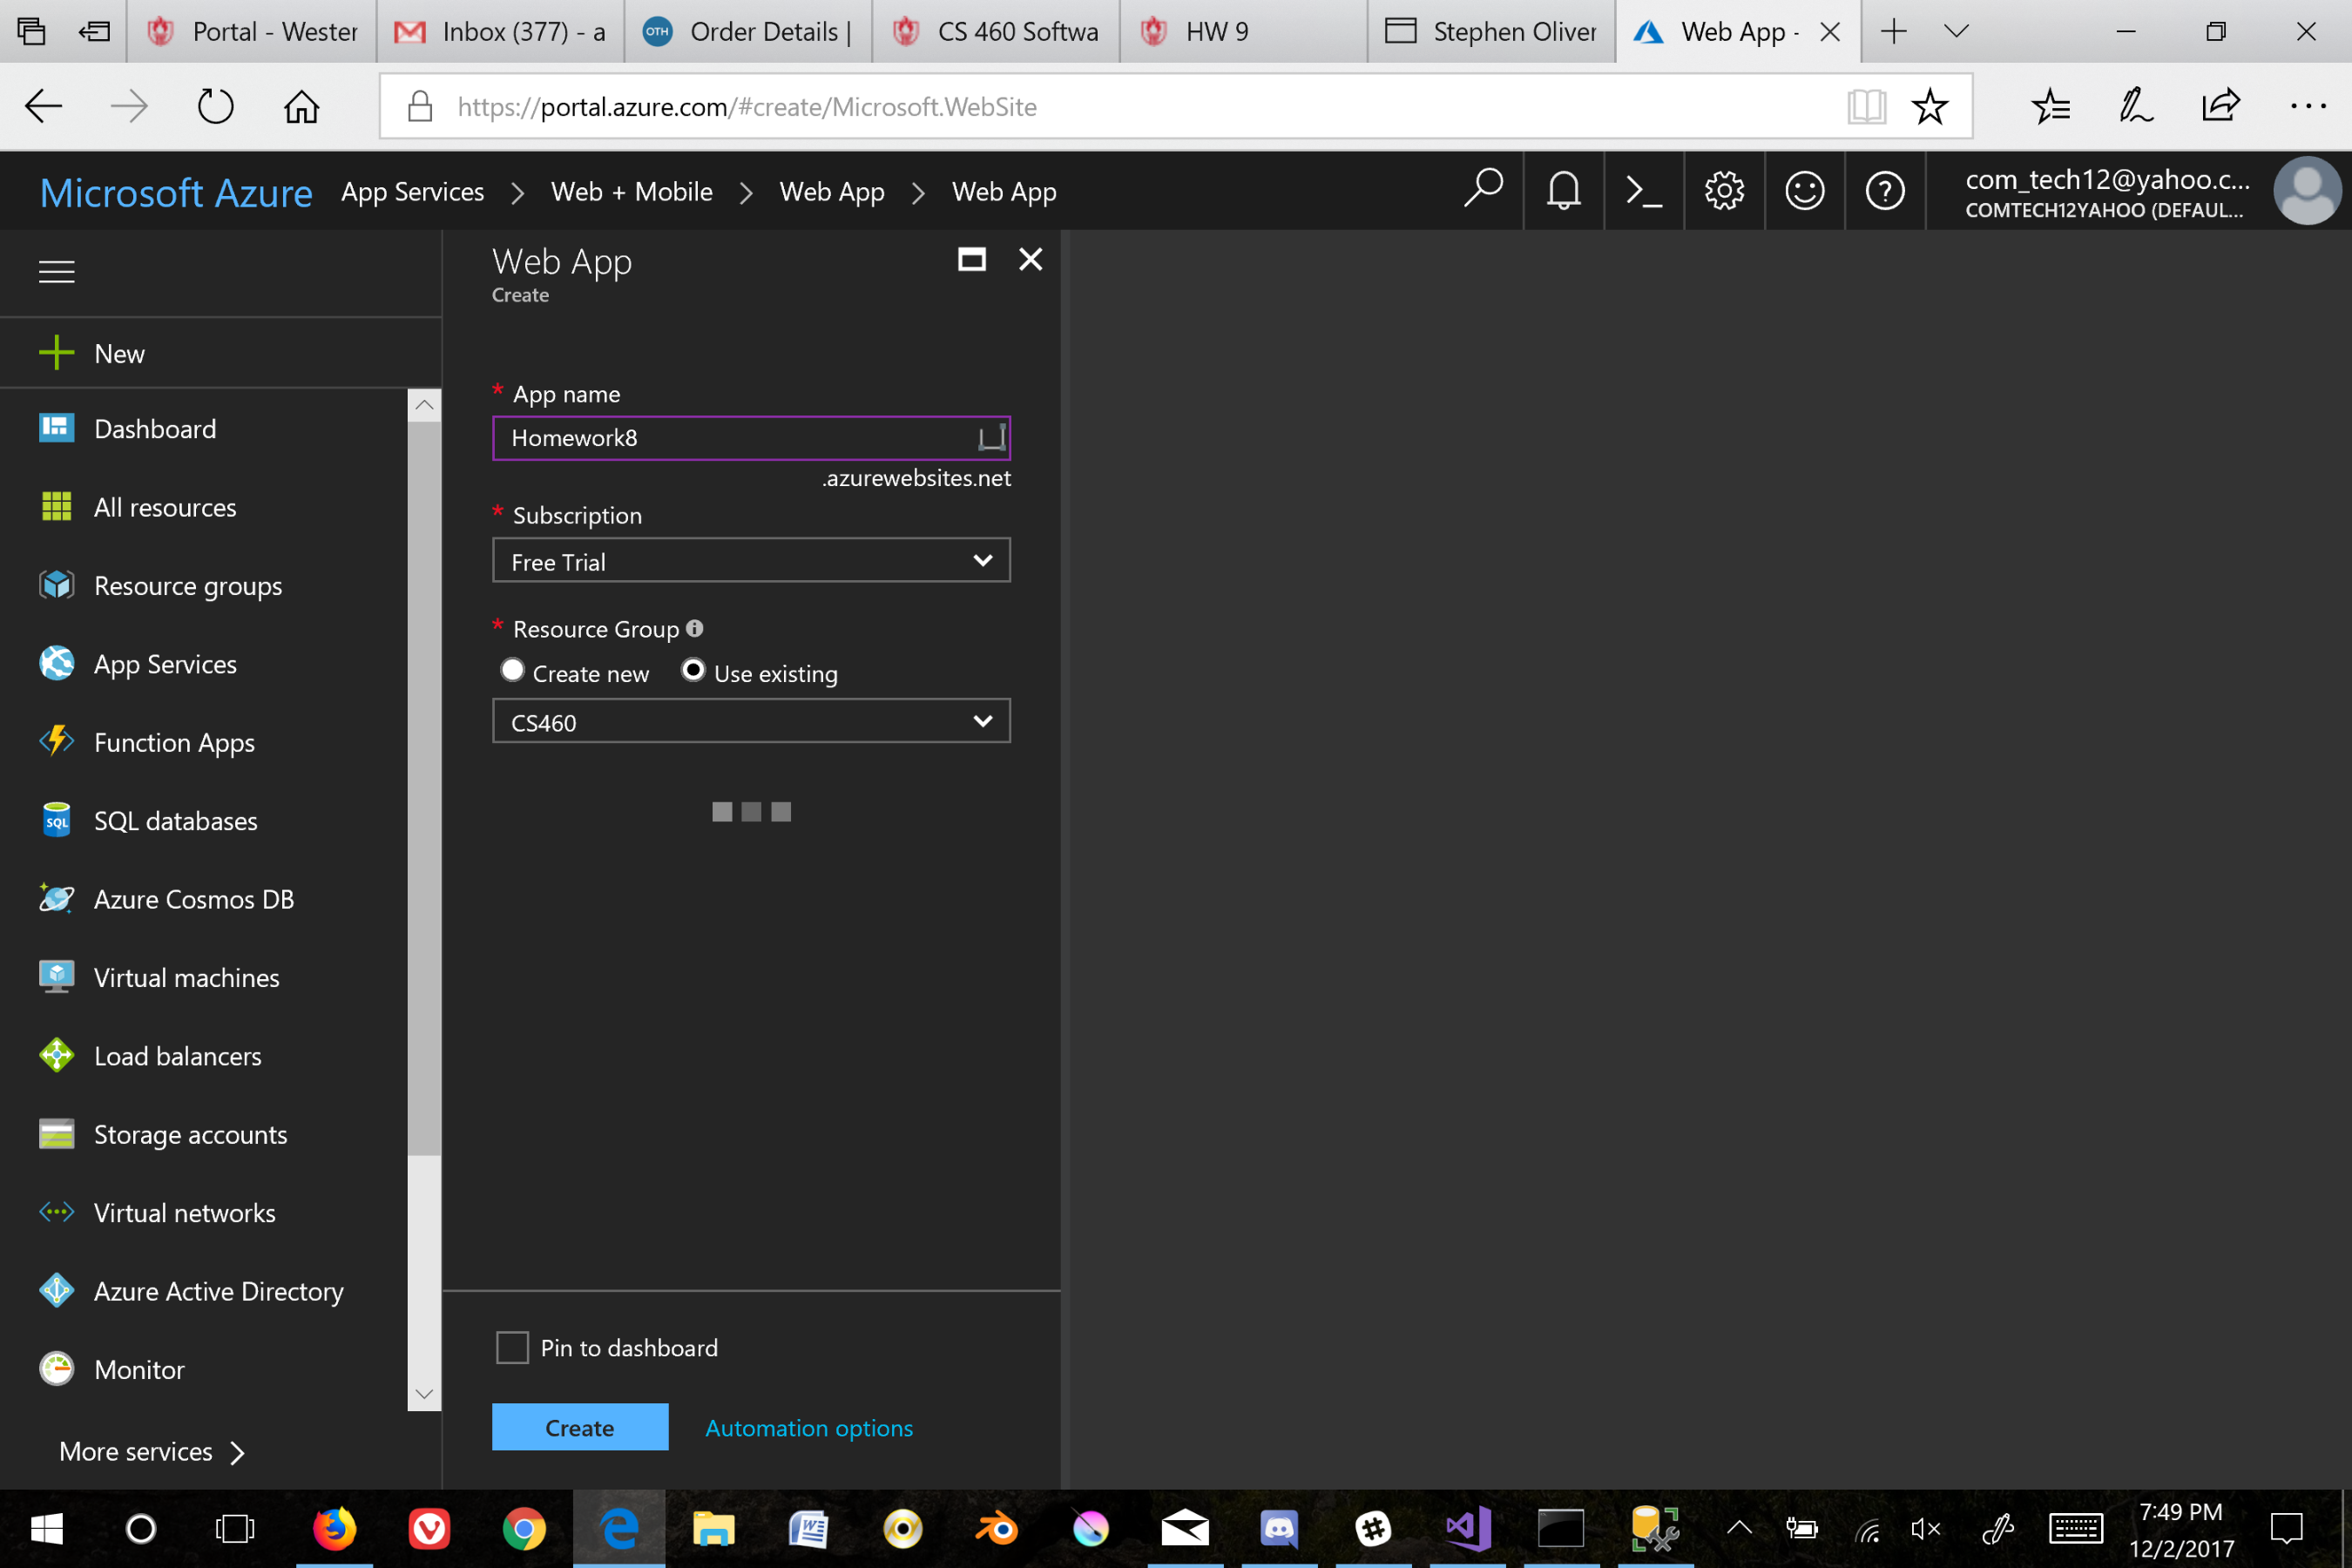 Portal - Wester
Inbox (377) - a
OTH
Order Details |
CS 460 Softwa
HW 9
Stephen Oliver
Web App -
https://portal.azure.com/#create/Microsoft.WebSite
Microsoft Azure
App Services
Web + Mobile
Web App
Web App
com_tech12@yahoo.c...
COMTECH12YAHOO (DEFAUL...
New
Dashboard
All resources
Resource groups
App Services
Function Apps
SQL
SQL databases
Azure Cosmos DB
Virtual machines
Load balancers
Storage accounts
Virtual networks
Azure Active Directory
Monitor
More services
Web App
Create
* App name
Homework8
.azurewebsites.net
* Subscription
Free Trial
* Resource Group
Create new
Use existing
CS460
Pin to dashboard
Create
Automation options
7:49 PM
12/2/2017